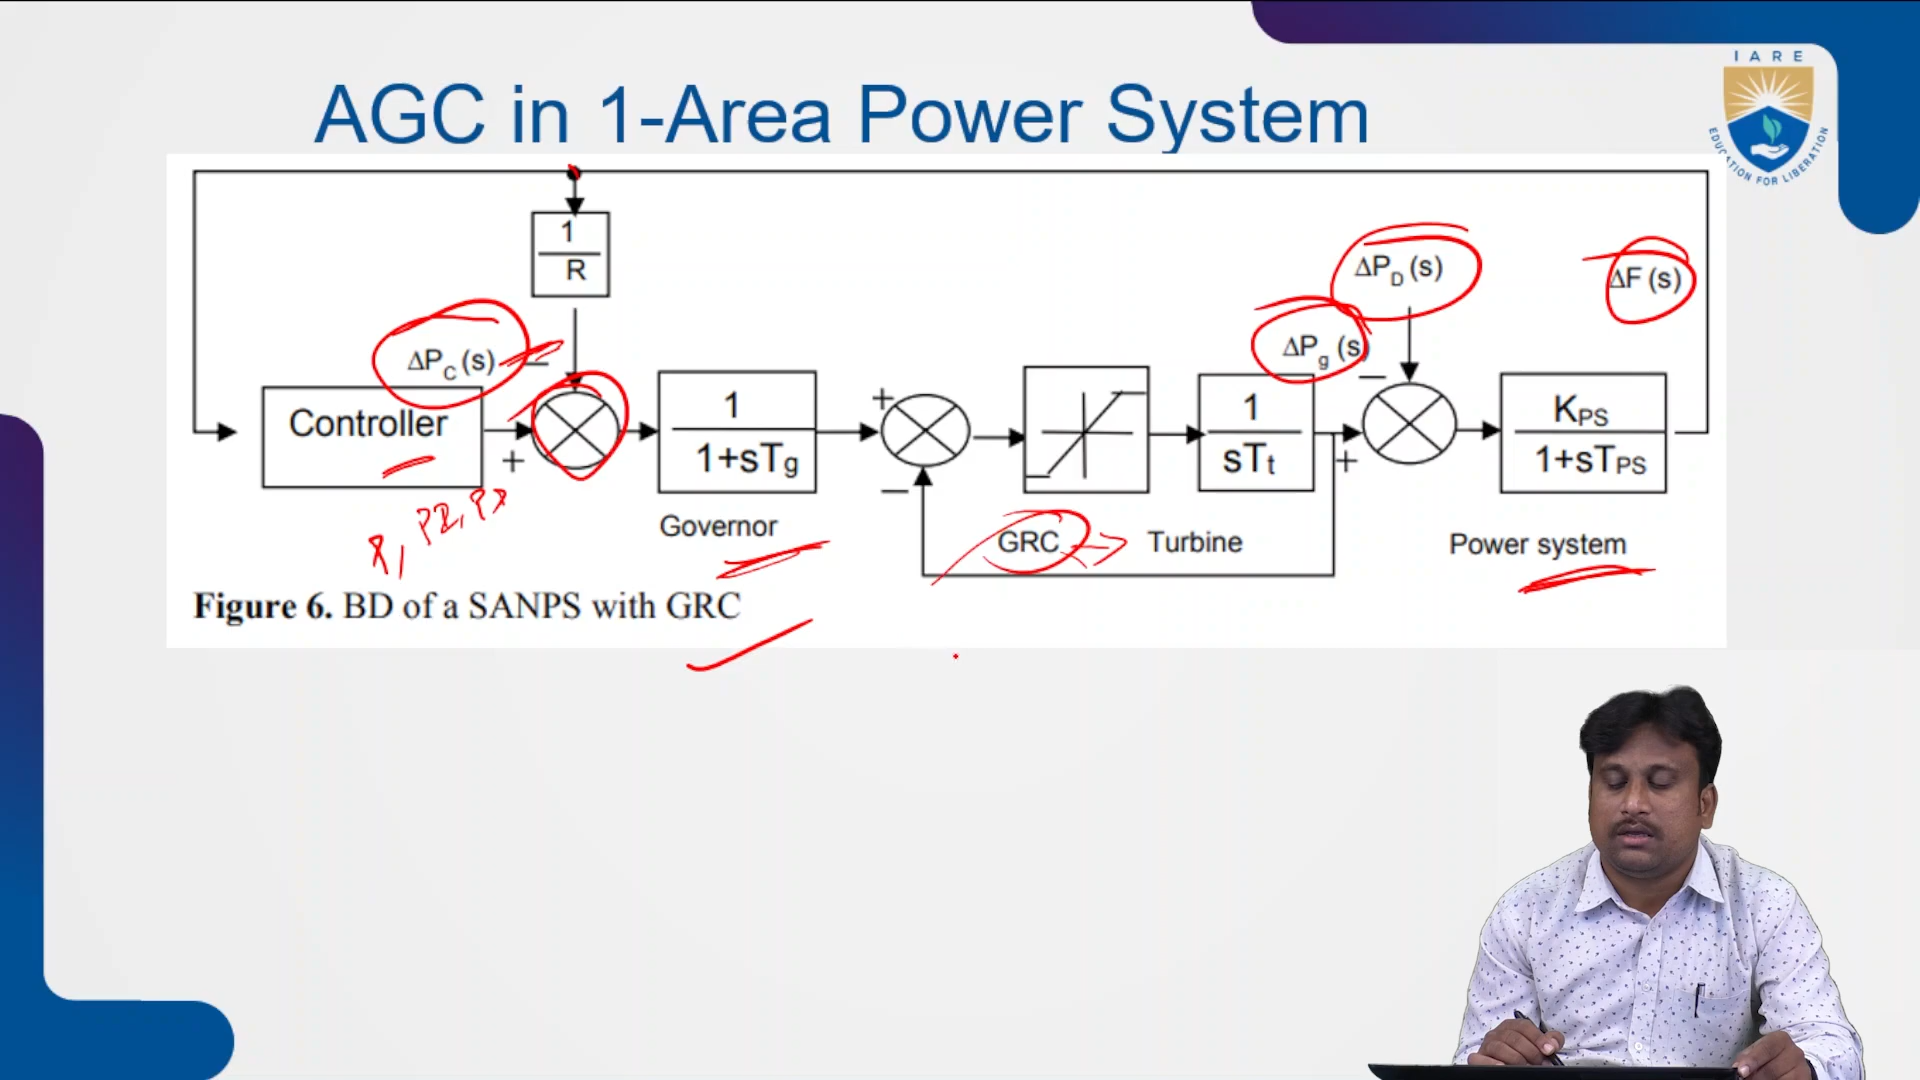 I A R E
EDUCATION FOR LIBERATION
AGC in 1-Area Power System
1
R
ΔP_D (s)
ΔF (s)
ΔP_C (s)
−
ΔP_g (s)
−
Controller
+
1
1+sT_g
+
−
1
sT_t
+
K_PS
1+sT_PS
Governor
GRC
Turbine
Power system
Figure 6. BD of a SANPS with GRC